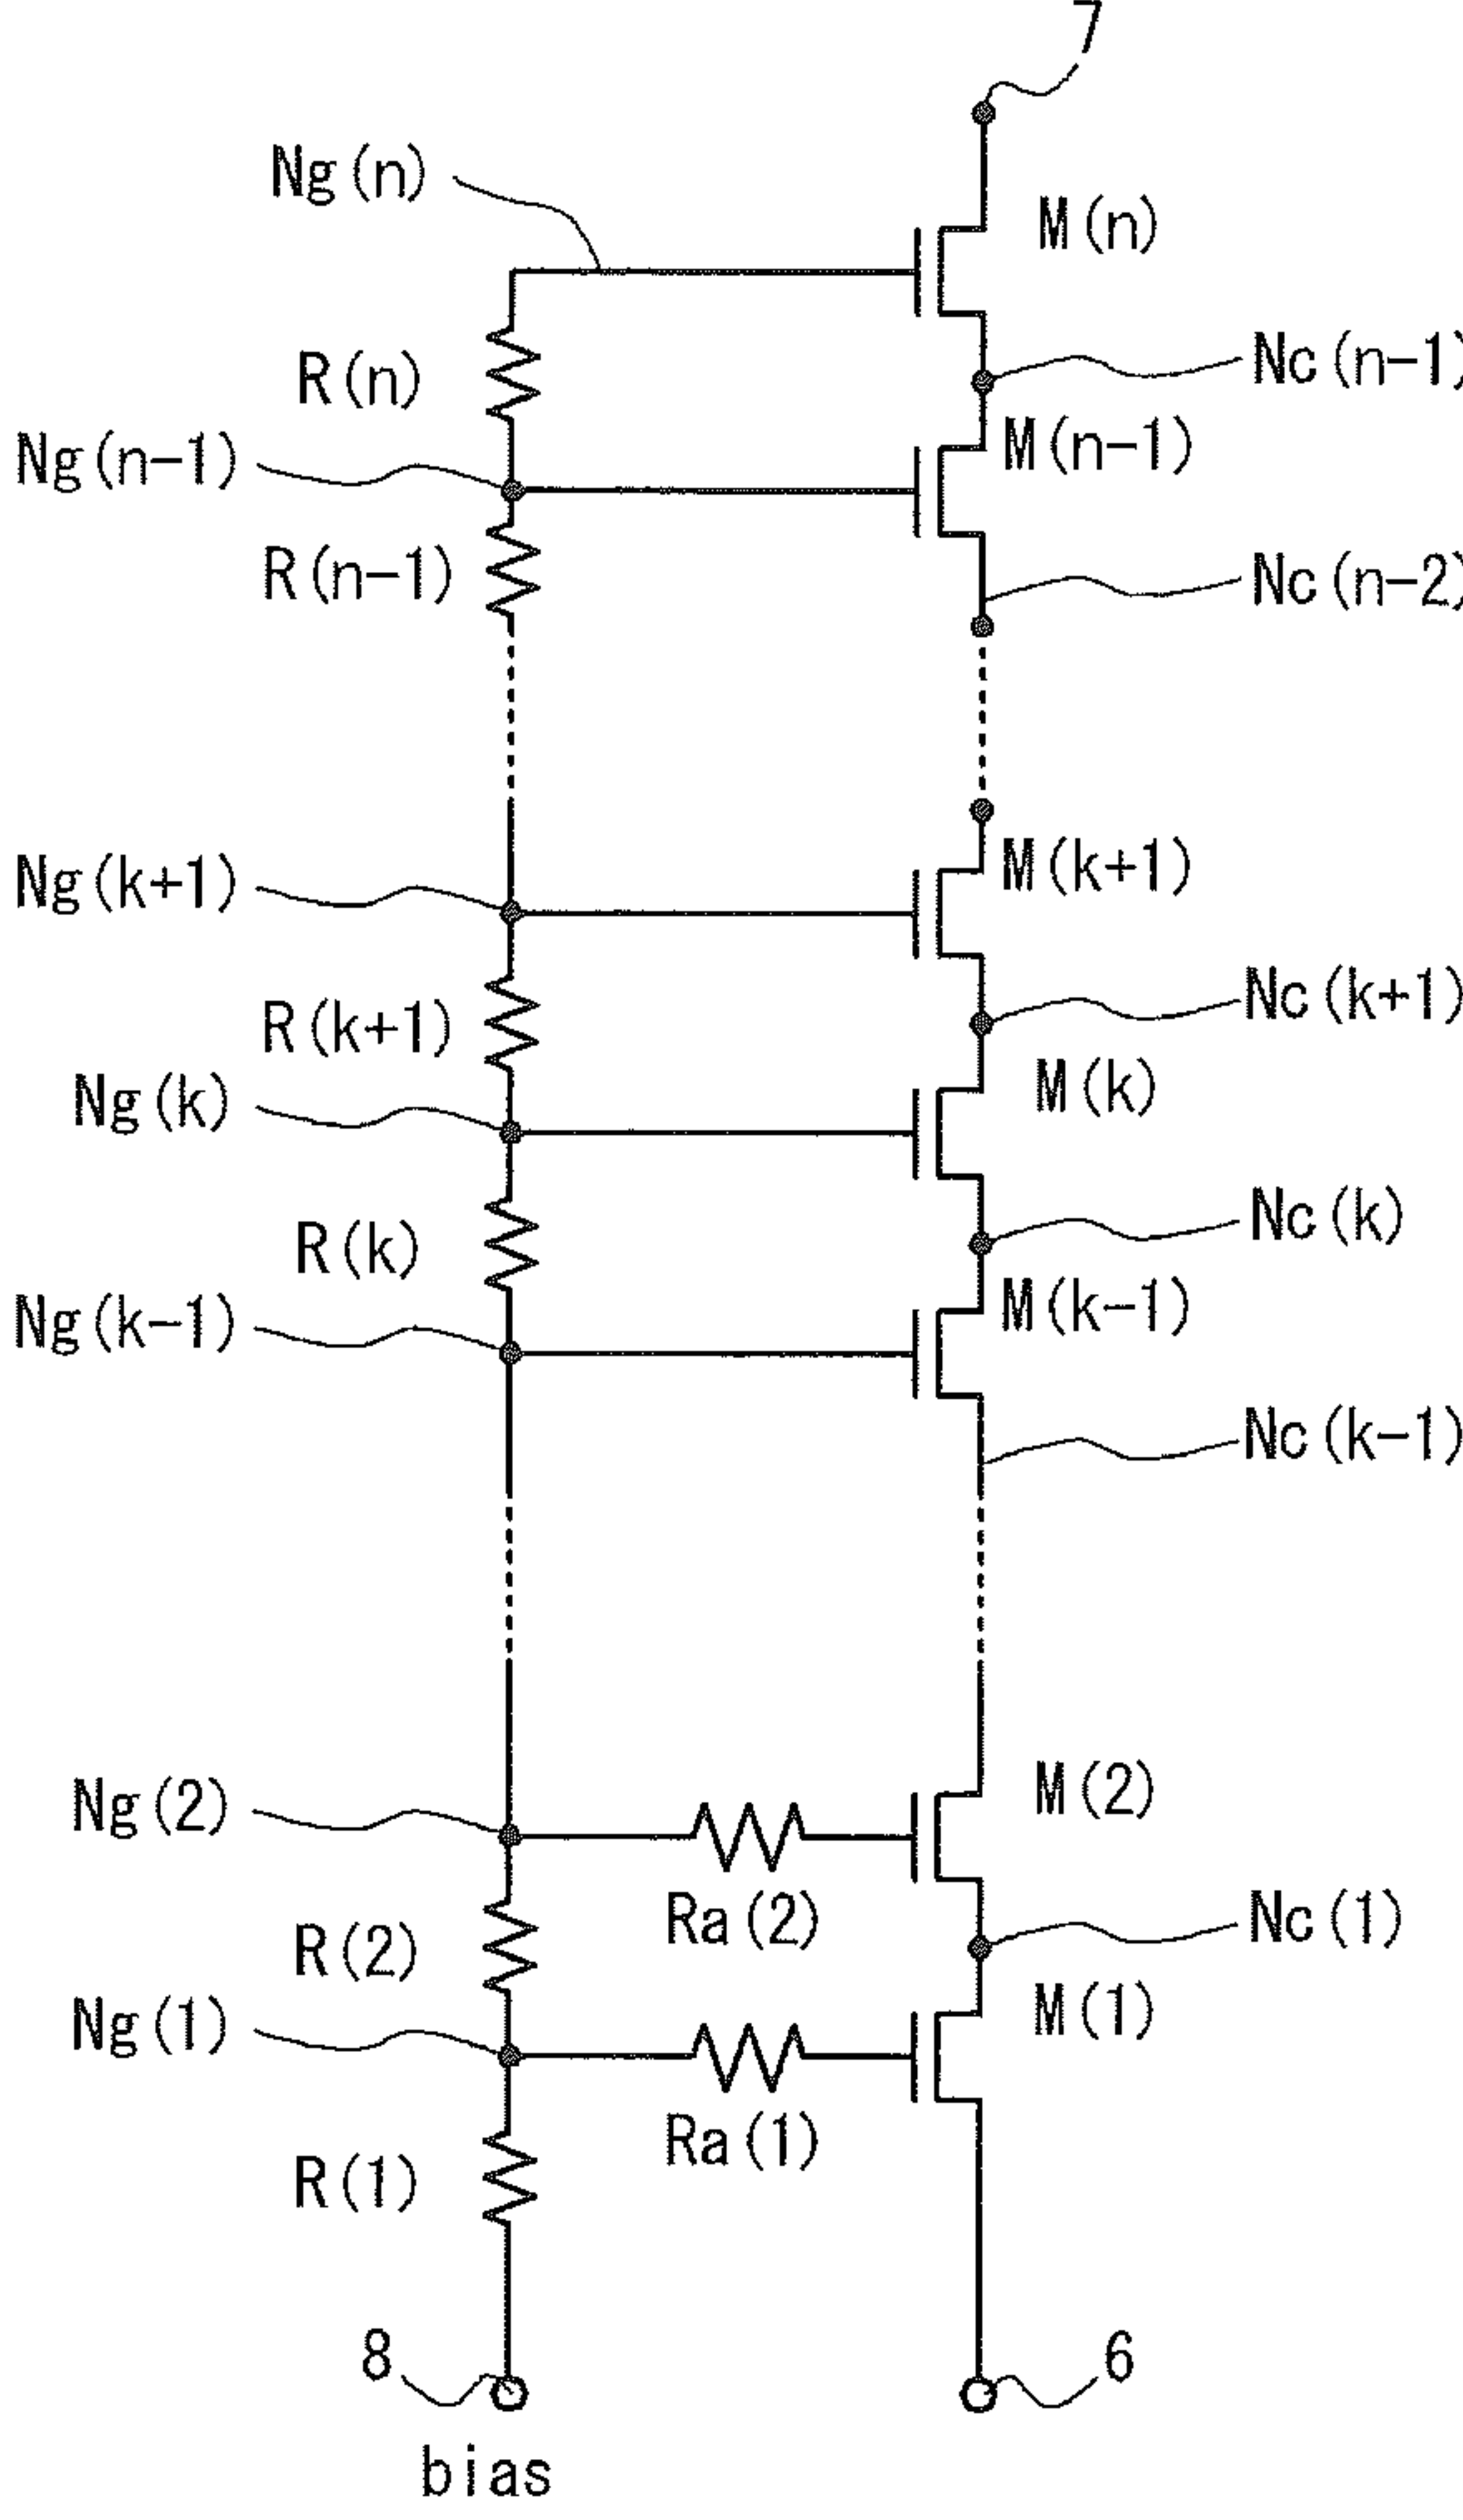 7
Ng(n)
M(n)
R(n)
Nc(n-1)
M(n-1)
Ng(n-1)
R(n-1)
Nc(n-2)
M(k+1)
Ng(k+1)
Nc(k+1)
R(k+1)
M(k)
Ng(k)
Nc(k)
R(k)
M(k-1)
Ng(k-1)
Nc(k-1)
M(2)
Ng(2)
Ra(2)
Nc(1)
R(2)
M(1)
Ng(1)
Ra(1)
R(1)
8
6
bias